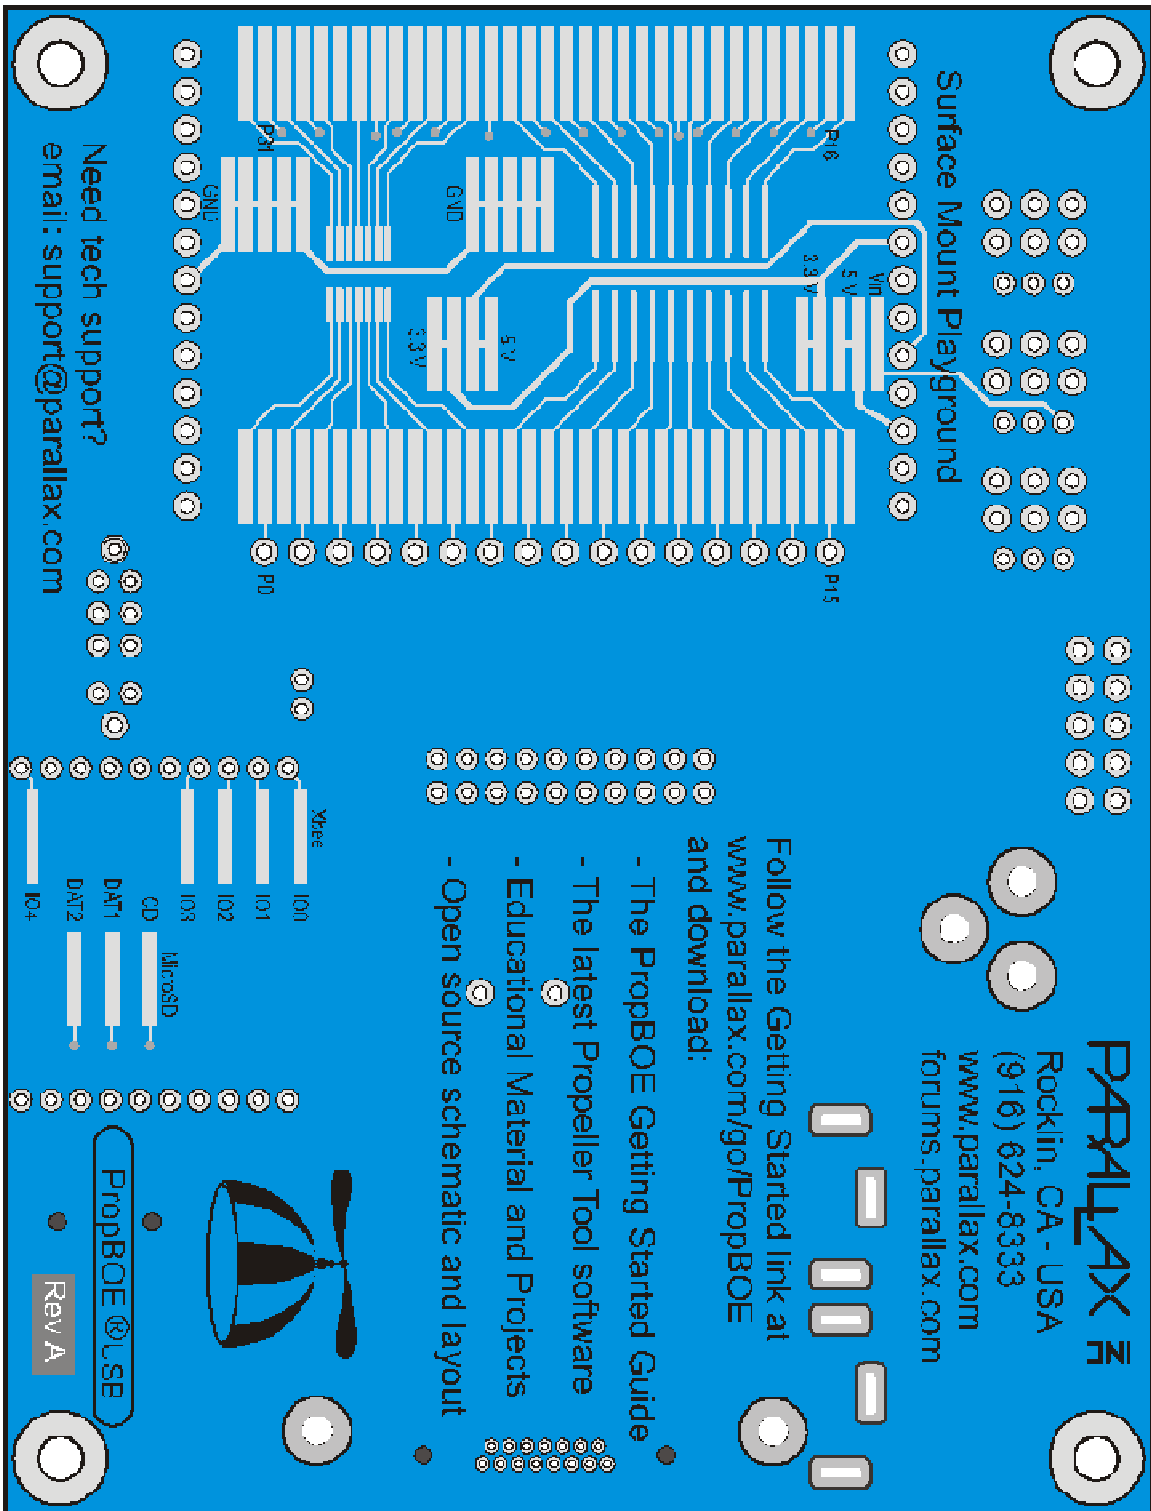 Surface Mount Playground
P16
P31
GND
GND
Vin
5V
3.3V
5V
3.3V
P15
P0
Need tech support?
email: support@parallax.com
Xbee
IO0
IO1
IO2
IO3
IO4
MicroSD
CD
DAT1
DAT2
Follow the Getting Started link at
www.parallax.com/go/PropBOE
and download:
- The PropBOE Getting Started Guide
- The latest Propeller Tool software
- Educational Material and Projects
- Open source schematic and layout
PARALLAX
Rocklin, CA - USA
(916) 624-8333
www.parallax.com
forums.parallax.com
PropBOE ®USB
Rev A